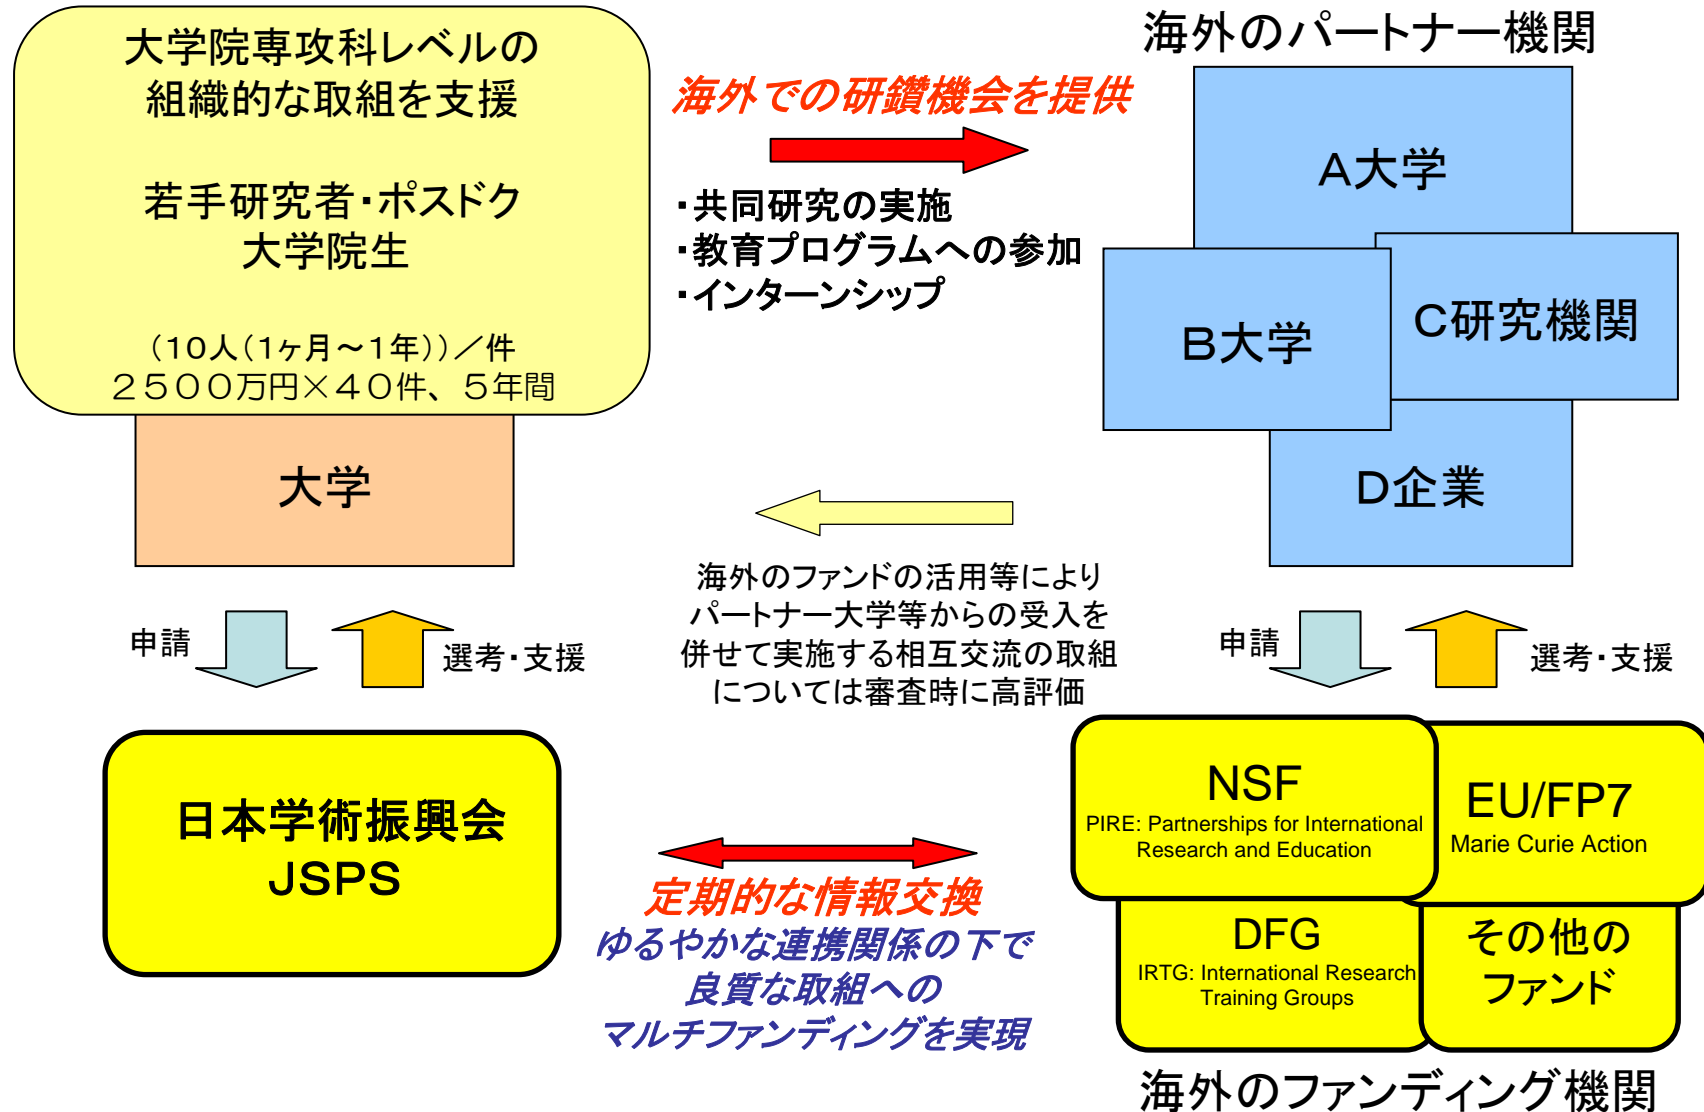 大学院専攻科レベルの
組織的な取組を支援
若手研究者・ポスドク
大学院生
（10人（1ヶ月～1年））／件
２５００万円×４０件、５年間
大学
海外での研鑽機会を提供
・共同研究の実施
・教育プログラムへの参加
・インターンシップ
海外のパートナー機関
A大学
B大学
C研究機関
D企業
海外のファンドの活用等により
パートナー大学等からの受入を
併せて実施する相互交流の取組
については審査時に高評価
申請
選考・支援
申請
選考・支援
日本学術振興会
JSPS
定期的な情報交換
ゆるやかな連携関係の下で
良質な取組への
マルチファンディングを実現
NSF
PIRE: Partnerships for International
Research and Education
EU/FP7
Marie Curie Action
DFG
IRTG: International Research
Training Groups
その他の
ファンド
海外のファンディング機関